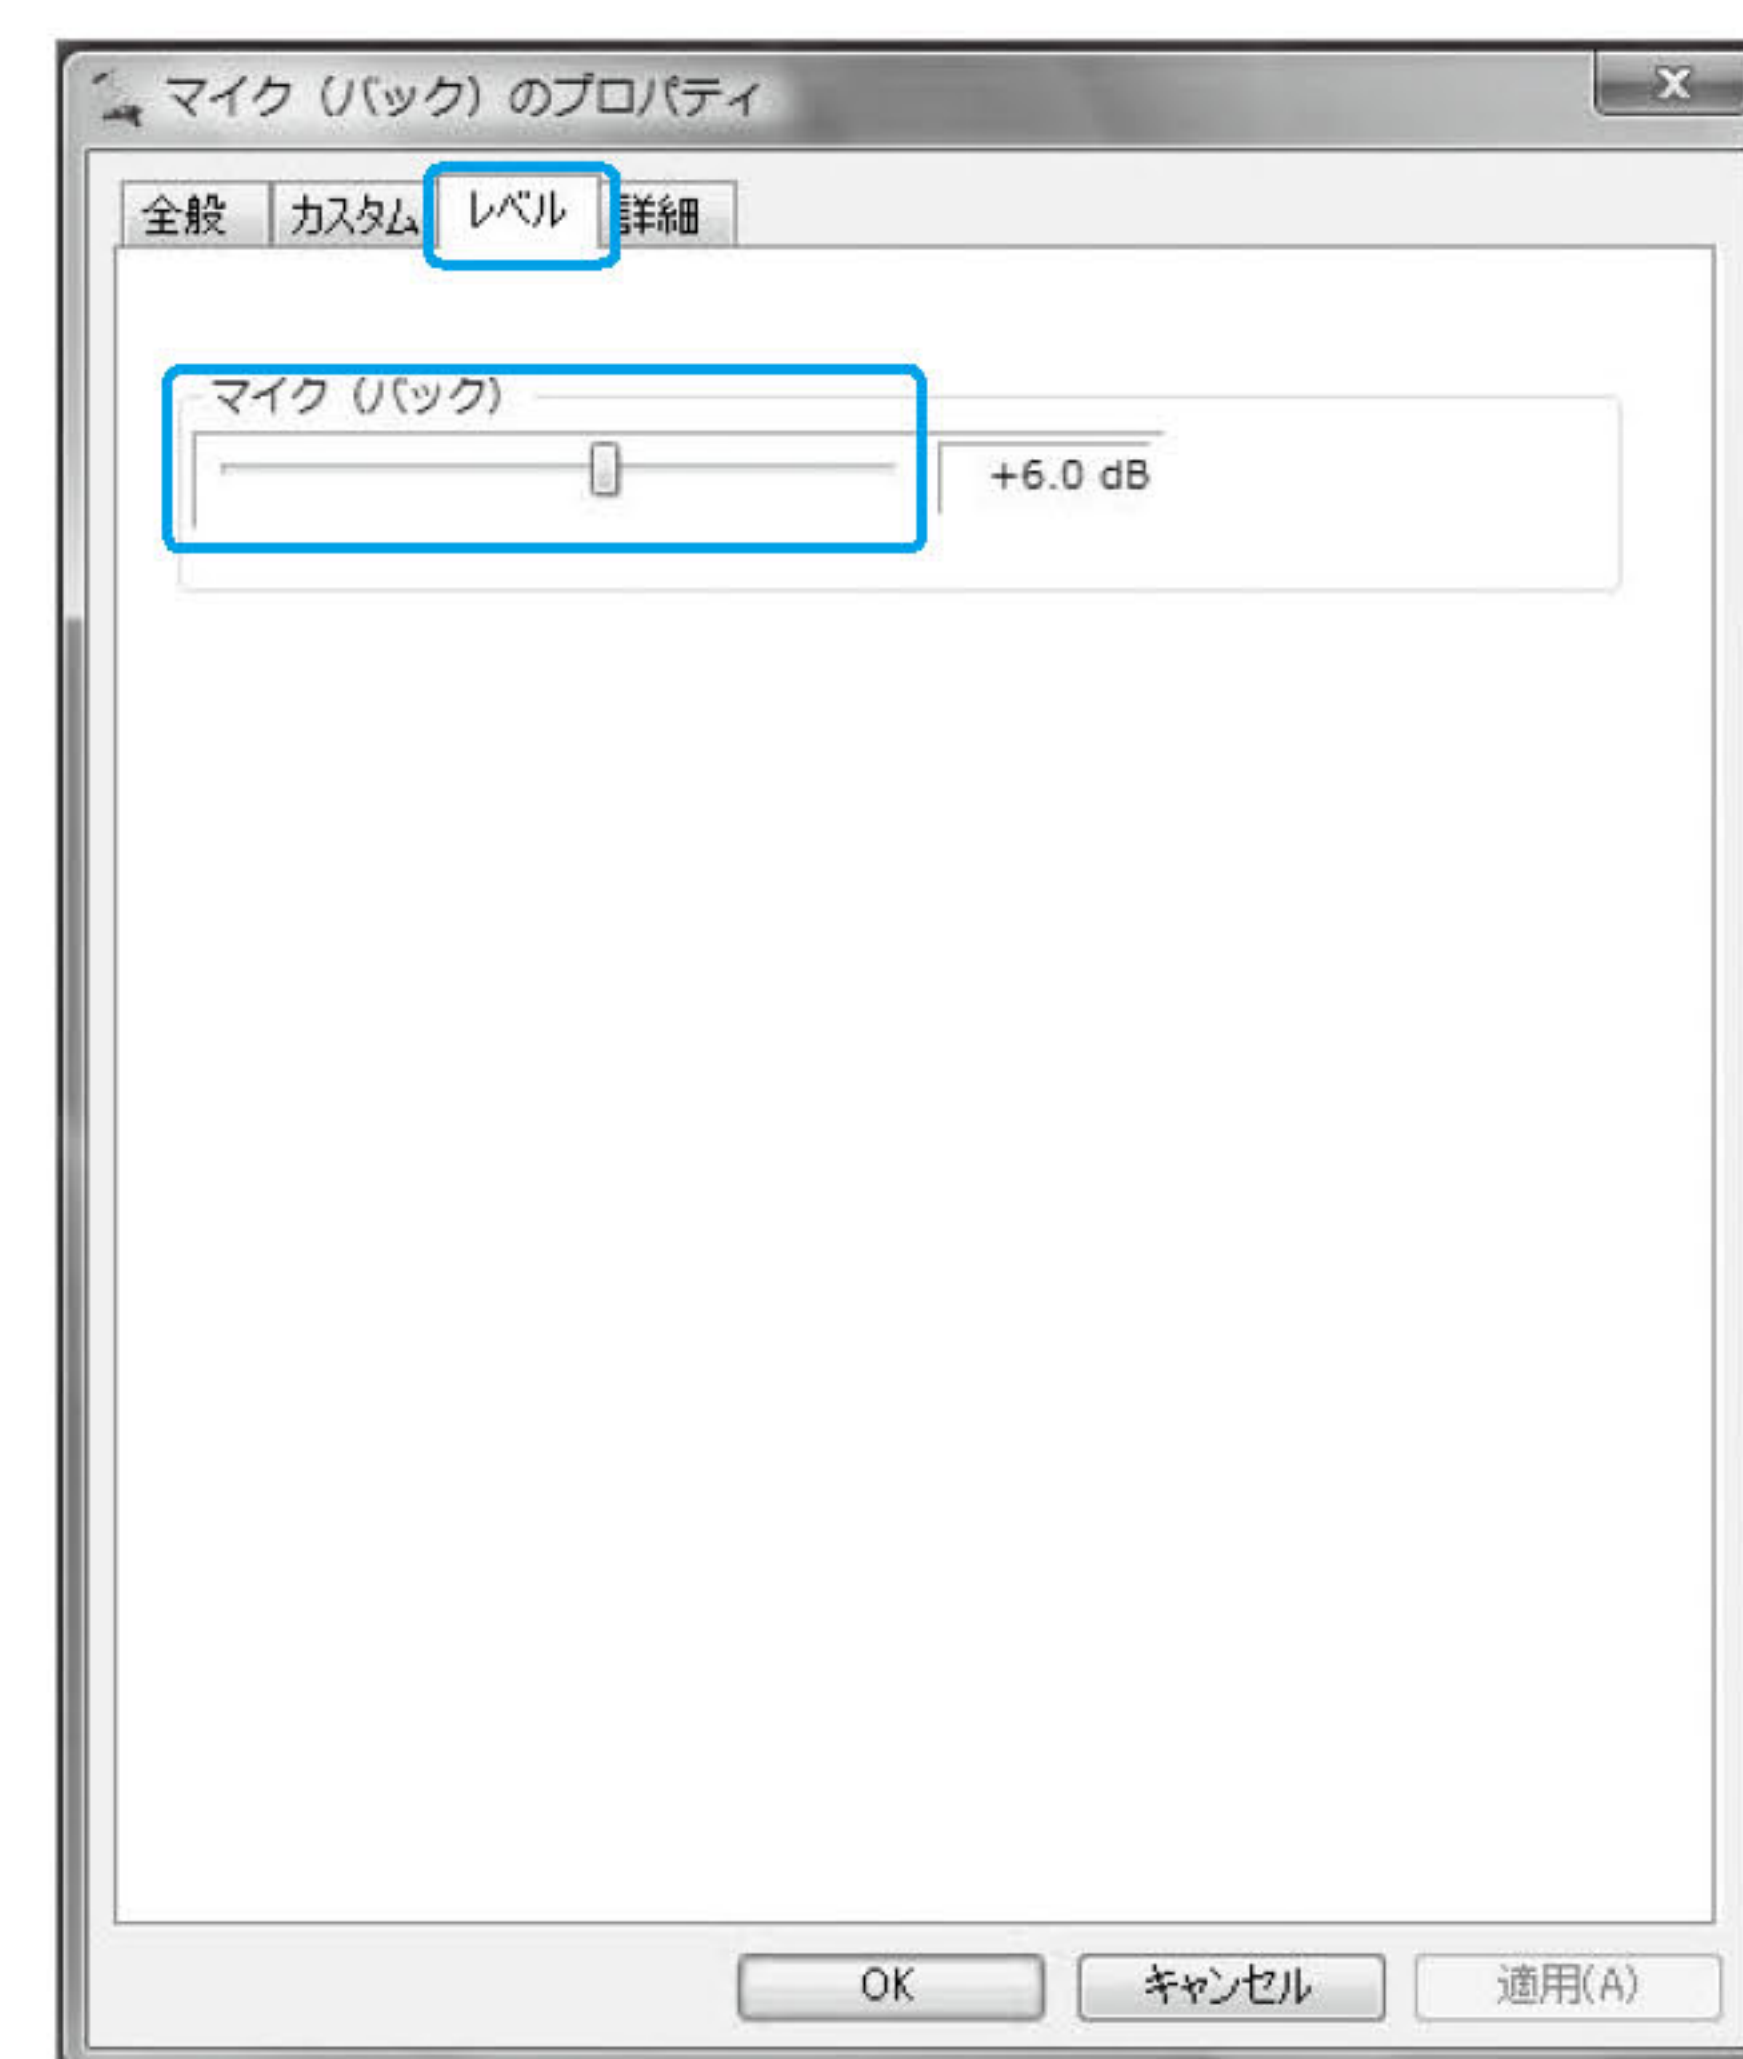 マイク (バック) のプロパティ
全般 カスタム レベル 詳細
マイク (バック)
+6.0 dB
OK キャンセル 適用(A)